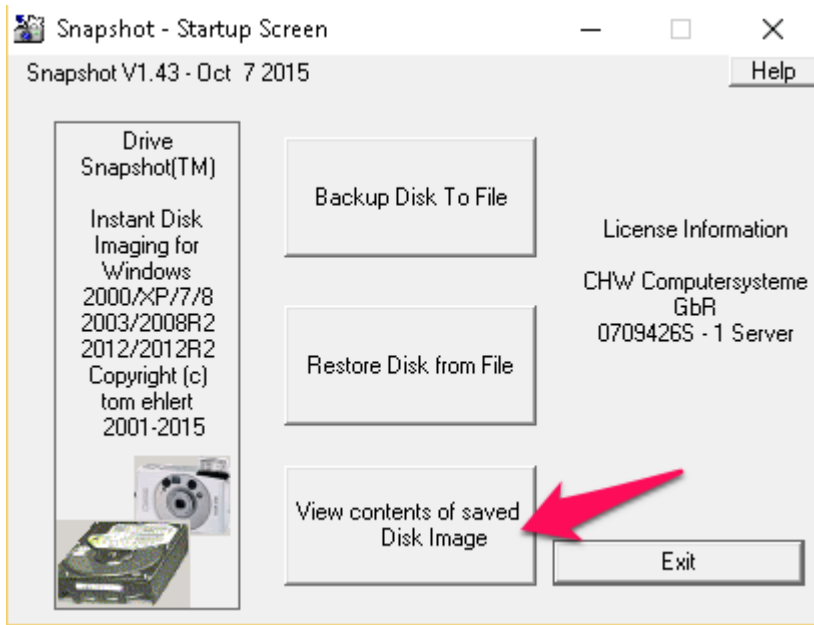 Snapshot - Startup Screen
Snapshot V1.43 - Oct 7 2015
Help
Drive
Snapshot(TM)
Instant Disk
Imaging for
Windows
2000/XP/7/8
2003/2008R2
2012/2012R2
Copyright (c)
tom ehlert
2001-2015
Backup Disk To File
Restore Disk from File
View contents of saved
Disk Image
License Information
CHW Computersysteme
GbR
0709426S - 1 Server
Exit